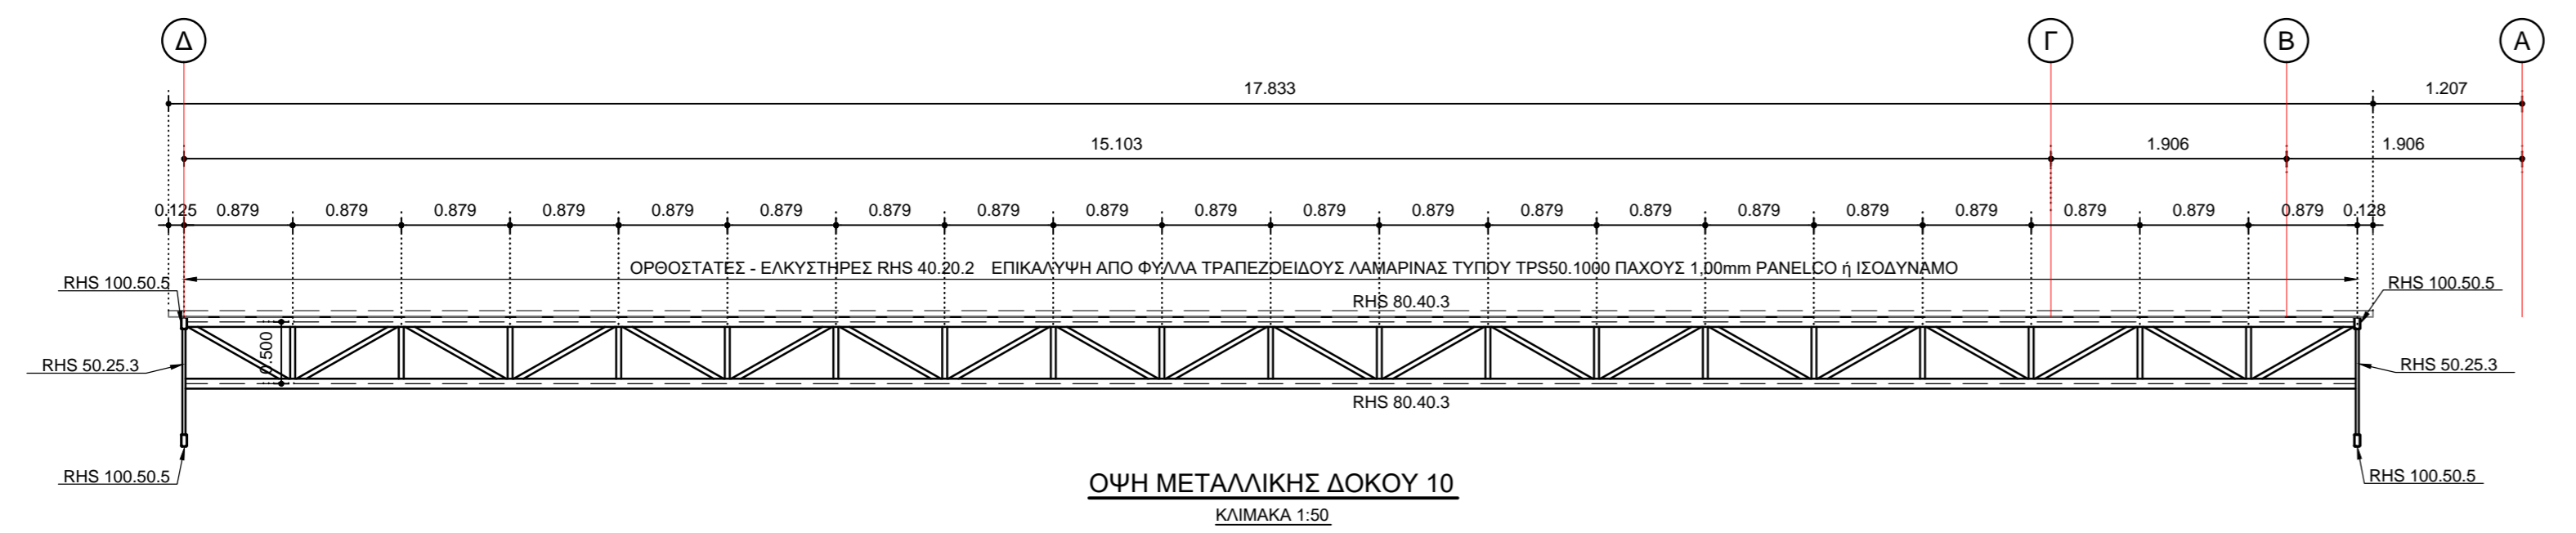 Δ Γ Β Α
17.833 1.207
15.103 1.906 1.906
0.125 0.879 0.879 0.879 0.879 0.879 0.879 0.879 0.879 0.879 0.879 0.879 0.879 0.879 0.879 0.879 0.879 0.879 0.879 0.879 0.879 0.128
ΟΡΘΟΣΤΑΤΕΣ - ΕΛΚΥΣΤΗΡΕΣ RHS 40.20.2 ΕΠΙΚΑΛΥΨΗ ΑΠΟ ΦΥΛΛΑ ΤΡΑΠΕΖΟΕΙΔΟΥΣ ΛΑΜΑΡΙΝΑΣ ΤΥΠΟΥ TPS50.1000 ΠΑΧΟΥΣ 1,00mm PANELCO ή ΙΣΟΔΥΝΑΜΟ
RHS 100.50.5 RHS 100.50.5
RHS 80.40.3
0.500
RHS 50.25.3 RHS 50.25.3
RHS 80.40.3
RHS 100.50.5 RHS 100.50.5
ΟΨΗ ΜΕΤΑΛΛΙΚΗΣ ΔΟΚΟΥ 10
ΚΛΙΜΑΚΑ 1:50